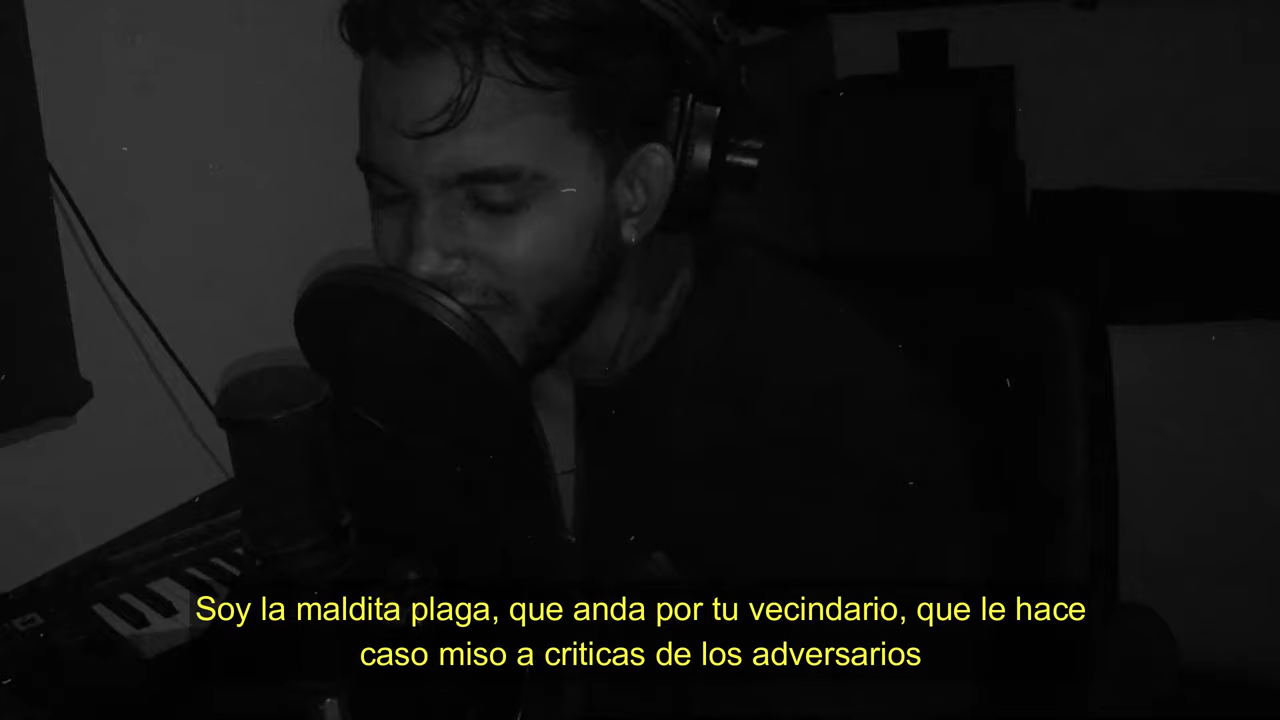 Soy la maldita plaga, que anda por tu vecindario, que le hace
caso miso a criticas de los adversarios